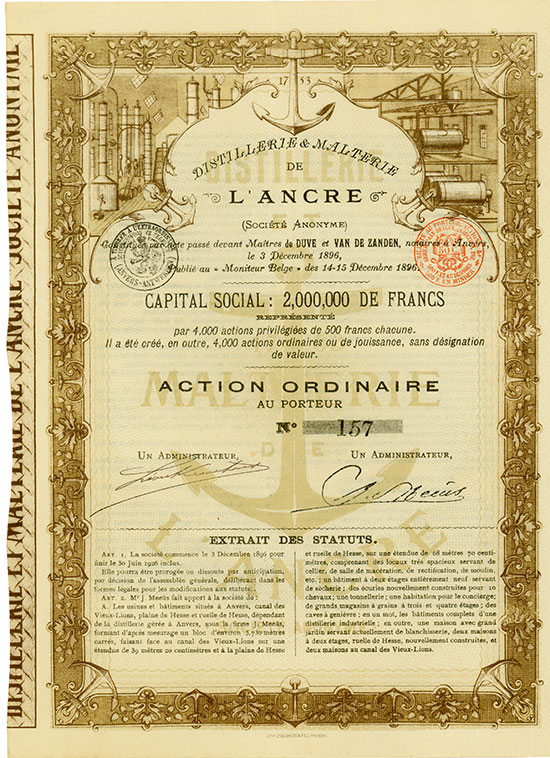 DISTILLERIE ET MALTERIE DE L'ANCRE SOCIÉTÉ ANONYME
1753
DISTILLERIE & MALTERIE
DE
L'ANCRE
(SOCIÉTÉ ANONYME)
Constituée par acte passé devant Maîtres de DUVE et VAN DE ZANDEN, notaires à Anvers,
le 3 Décembre 1896,
Publié au « Moniteur Belge » des 14-15 Décembre 1896.
CAPITAL SOCIAL: 2,000,000 DE FRANCS
REPRÉSENTÉ
par 4,000 actions privilégiées de 500 francs chacune.
Il a été créé, en outre, 4,000 actions ordinaires ou de jouissance, sans désignation
de valeur.
DISTILLERIE
ET
MALTERIE
DE
ACTION ORDINAIRE
AU PORTEUR
No 157
UN ADMINISTRATEUR, UN ADMINISTRATEUR,
EXTRAIT DES STATUTS.
ART. 1. La société commence le 3 Décembre 1896 pour
finir le 30 juin 1926 inclus.
Elle pourra être prorogée ou dissoute par anticipation,
par décision de l'assemblée générale, délibérant dans les
formes légales pour les modifications aux statuts.
ART. 2. Mr J. Meeùs fait apport à la société de:
A. Les usines et bâtiments situés à Anvers, canal des
Vieux-Lions, plaine de Hesse et ruelle de Hesse, dépendant
de la distillerie gérée à Anvers, sous la firme J. Meeùs,
formant d'après mesurage un bloc d'environ 5,730 mètres
carrés, faisant face au canal des Vieux-Lions sur une
étendue de 39 mètres 20 centimètres et à la plaine de Hesse
et ruelle de Hesse, sur une étendue de 68 mètres 70 centi-
mètres, comprenant des locaux très spacieux servant de
cellier, de salle de macération, de rectification, de moulin,
etc.; un bâtiment à deux étages entièrement neuf servant
de sècherie; des écuries nouvellement construites pour 10
chevaux; une tonnellerie; une habitation pour le concierge;
de grands magasins à grains à trois et quatre étages; des
caves à genièvre; en un mot, les bâtiments complets d'une
distillerie industrielle; en outre, une maison avec grand
jardin servant actuellement de blanchisserie, deux maisons
à deux étages, ruelle de Hesse, nouvellement construites, et
deux maisons au canal des Vieux-Lions.